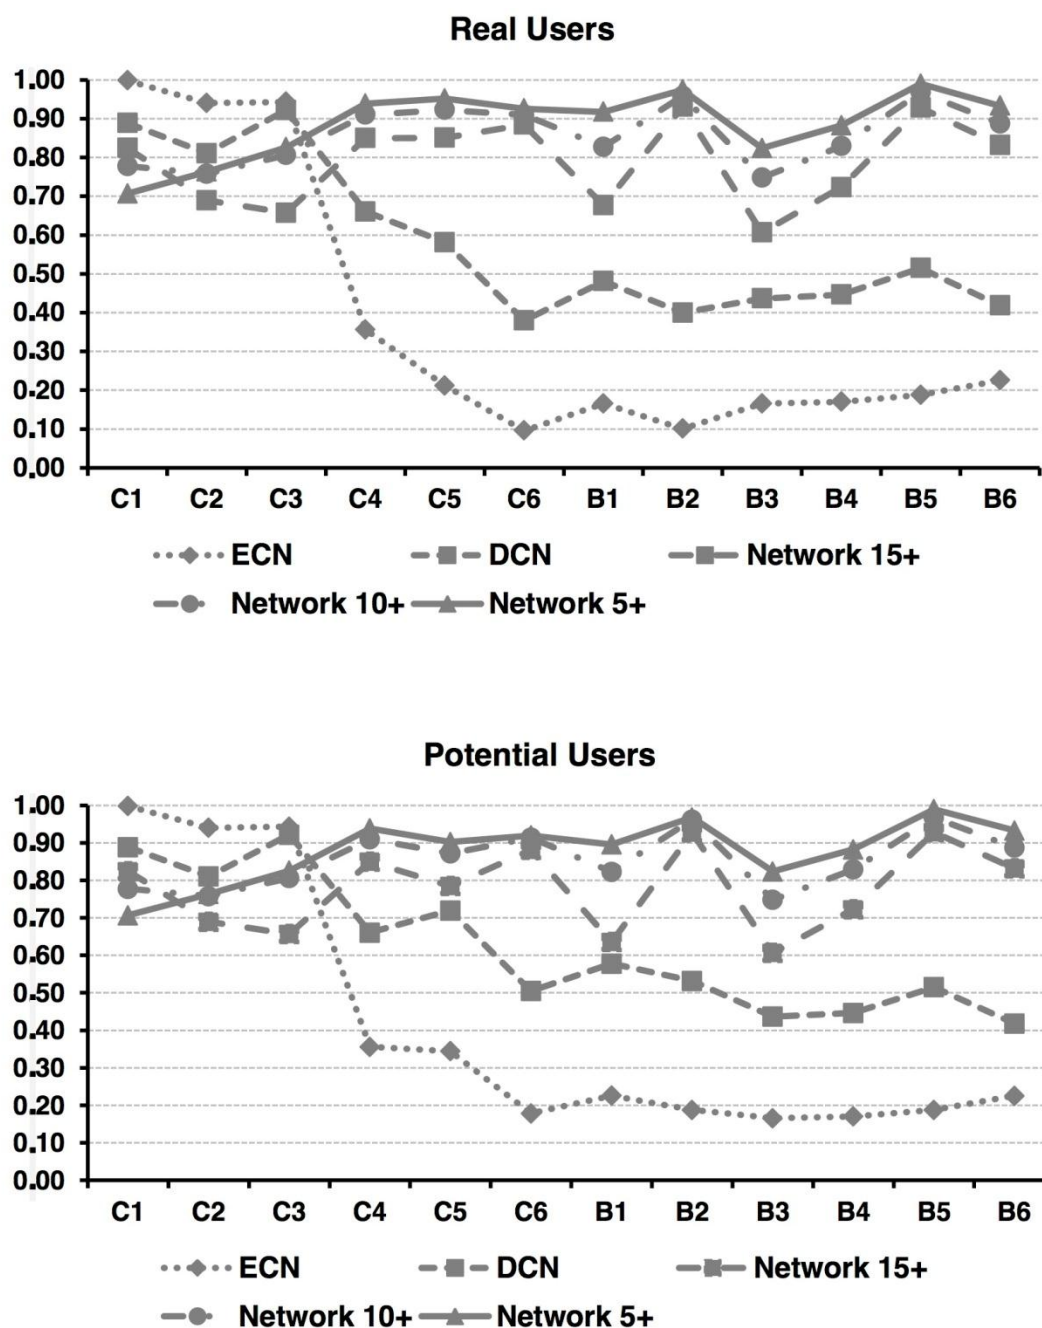 Real Users
1.00
0.90
0.80
0.70
0.60
0.50
0.40
0.30
0.20
0.10
0.00
C1 C2 C3 C4 C5 C6 B1 B2 B3 B4 B5 B6
ECN DCN Network 15+
Network 10+ Network 5+
Potential Users
1.00
0.90
0.80
0.70
0.60
0.50
0.40
0.30
0.20
0.10
0.00
C1 C2 C3 C4 C5 C6 B1 B2 B3 B4 B5 B6
ECN DCN Network 15+
Network 10+ Network 5+